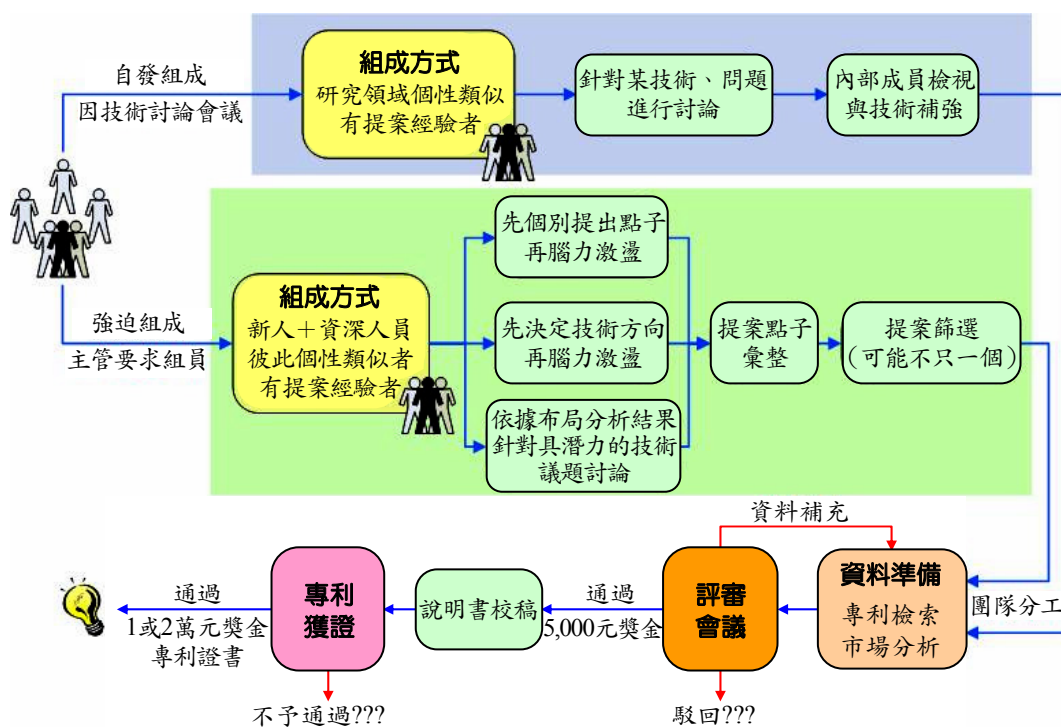 自發組成
因技術討論會議
組成方式
研究領域個性類似
有提案經驗者
針對某技術、問題
進行討論
內部成員檢視
與技術補強
強迫組成
主管要求組員
組成方式
新人＋資深人員
彼此個性類似者
有提案經驗者
先個別提出點子
再腦力激盪
先決定技術方向
再腦力激盪
依據布局分析結果
針對具潛力的技術
議題討論
提案點子
彙整
提案篩選
（可能不只一個）
資料補充
資料準備
專利檢索
市場分析
團隊分工
評審
會議
駁回???
通過
5,000元獎金
說明書校稿
專利
獲證
不予通過???
通過
1或2萬元獎金
專利證書